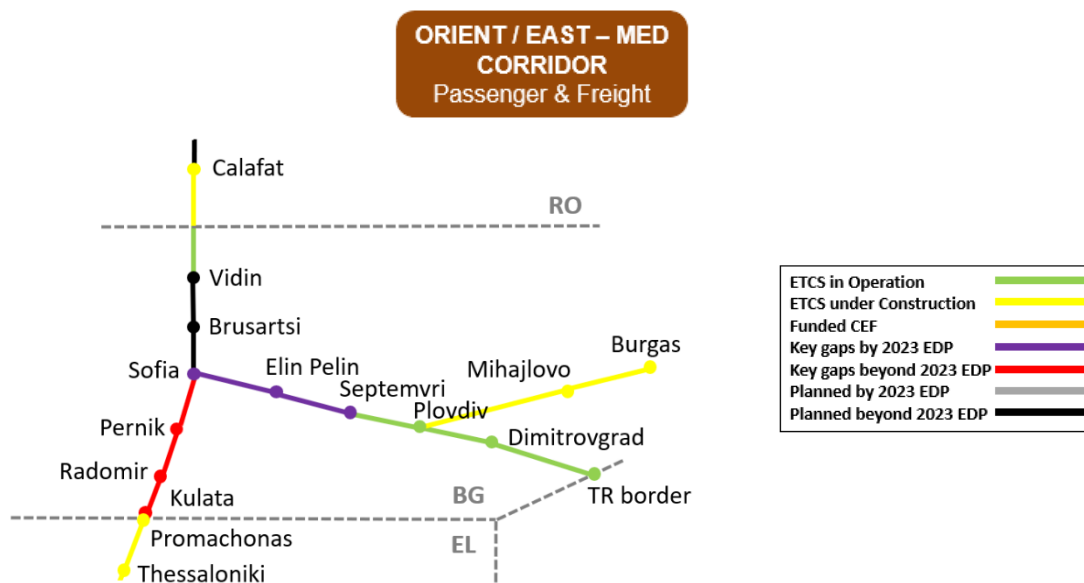 ORIENT / EAST – MED
CORRIDOR
Passenger & Freight
Calafat
RO
Vidin
Brusartsi
Sofia
Elin Pelin
Septemvri
Plovdiv
Mihajlovo
Burgas
Dimitrovgrad
TR border
Pernik
Radomir
Kulata
BG
EL
Promachonas
Thessaloniki
ETCS in Operation
ETCS under Construction
Funded CEF
Key gaps by 2023 EDP
Key gaps beyond 2023 EDP
Planned by 2023 EDP
Planned beyond 2023 EDP